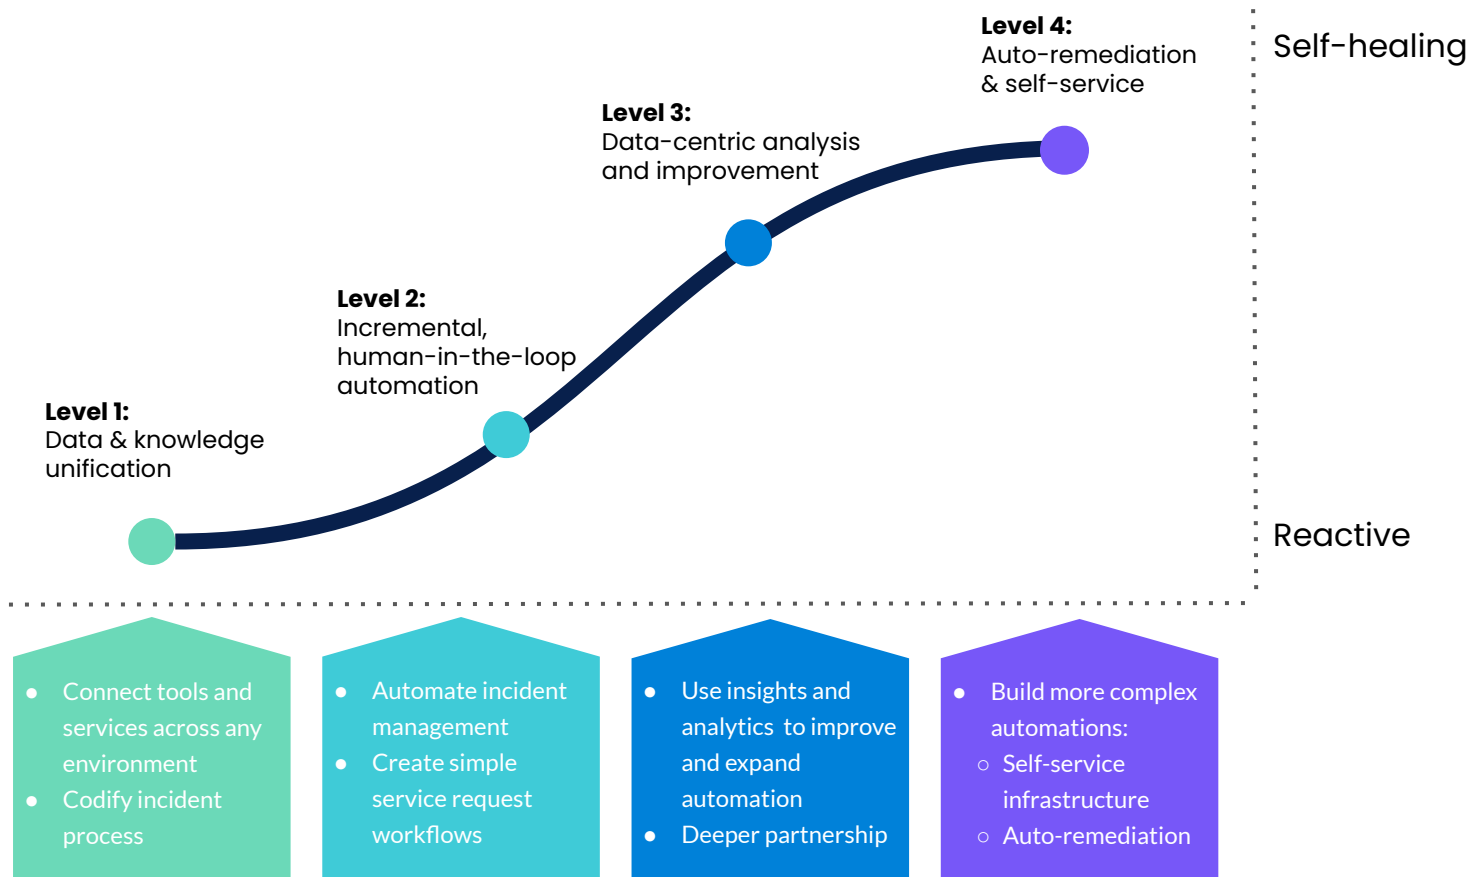 Level 1:
Data & knowledge
unification
Level 2:
Incremental,
human-in-the-loop
automation
Level 3:
Data-centric analysis
and improvement
Level 4:
Auto-remediation
& self-service
Self-healing
Reactive
● Connect tools and
services across any
environment
● Codify incident
process
● Automate incident
management
● Create simple
service request
workflows
● Use insights and
analytics  to improve
and expand
automation
● Deeper partnership
● Build more complex
automations:
○ Self-service
infrastructure
○ Auto-remediation